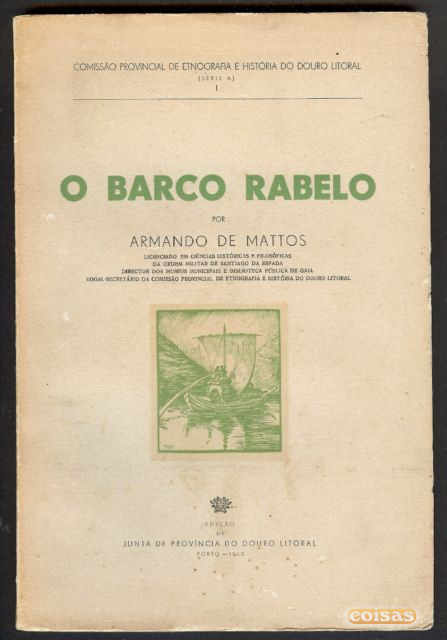 COMISSÃO PROVINCIAL DE ETNOGRAFIA E HISTÓRIA DO DOURO LITORAL
(SÉRIE A)
I
O BARCO RABELO
POR
ARMANDO DE MATTOS
LICENCIADO EM CIÊNCIAS HISTÓRICAS E FILOSÓFICAS
DA ORDEM MILITAR DE SANTIAGO DA ESPADA
DIRECTOR DOS MUSEUS MUNICIPAIS E BIBLIOTECA PÚBLICA DE GAIA
VOGAL-SECRETÁRIO DA COMISSÃO PROVINCIAL DE ETNOGRAFIA E HISTÓRIA DO DOURO LITORAL
EDIÇÃO
DA
JUNTA DE PROVÍNCIA DO DOURO LITORAL
PORTO — 1940
coisas